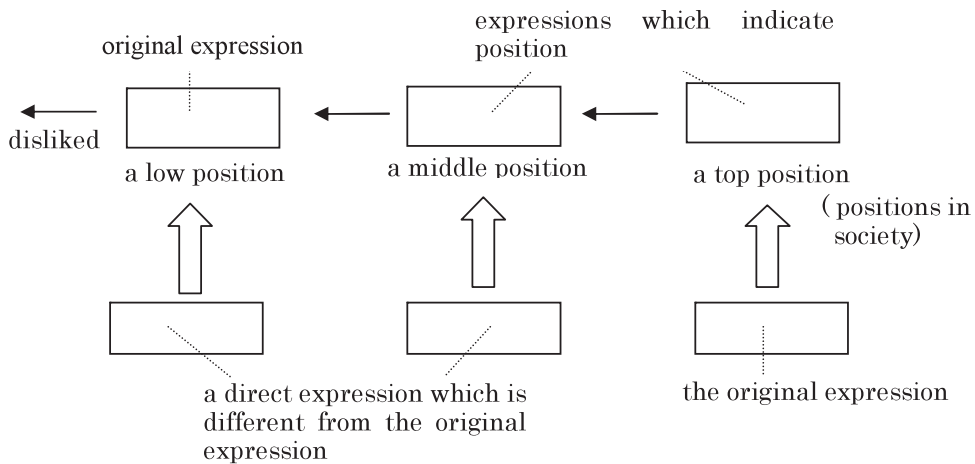 expressions which indicate
position
original expression
disliked
a low position
a middle position
a top position
( positions in
society)
a direct expression which is
different from the original
expression
the original expression